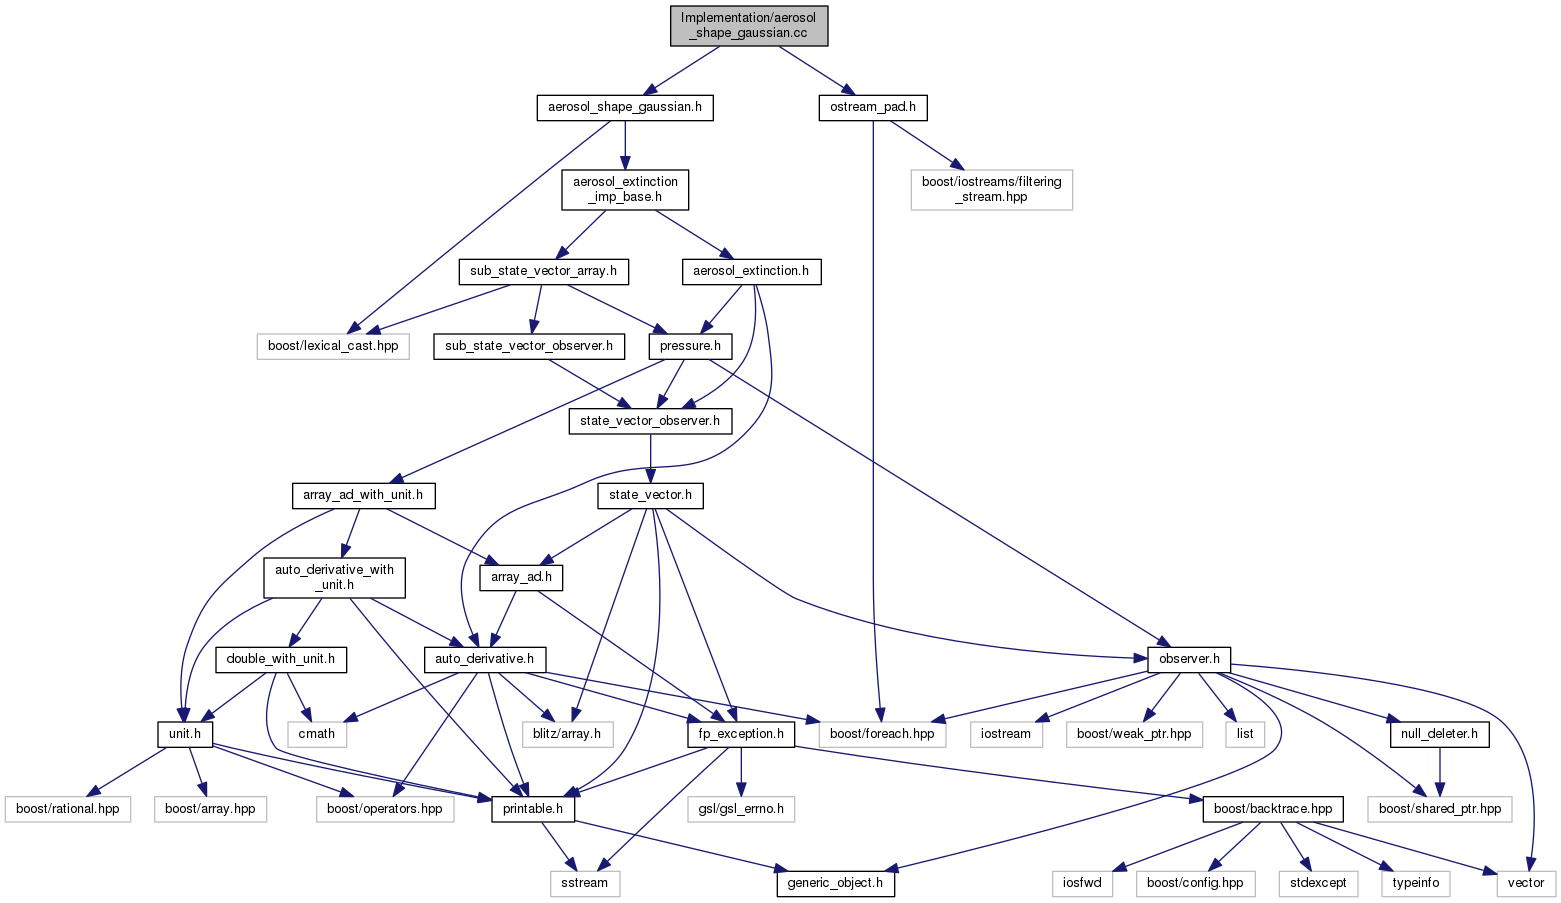 Implementation/aerosol
_shape_gaussian.cc
aerosol_shape_gaussian.h
ostream_pad.h
aerosol_extinction
_imp_base.h
boost/iostreams/filtering
_stream.hpp
sub_state_vector_array.h
aerosol_extinction.h
boost/lexical_cast.hpp
sub_state_vector_observer.h
pressure.h
state_vector_observer.h
array_ad_with_unit.h
state_vector.h
auto_derivative_with
_unit.h
array_ad.h
double_with_unit.h
auto_derivative.h
observer.h
unit.h
cmath
blitz/array.h
fp_exception.h
boost/foreach.hpp
iostream
boost/weak_ptr.hpp
list
null_deleter.h
boost/rational.hpp
boost/array.hpp
boost/operators.hpp
printable.h
gsl/gsl_errno.h
boost/backtrace.hpp
boost/shared_ptr.hpp
sstream
generic_object.h
iosfwd
boost/config.hpp
stdexcept
typeinfo
vector